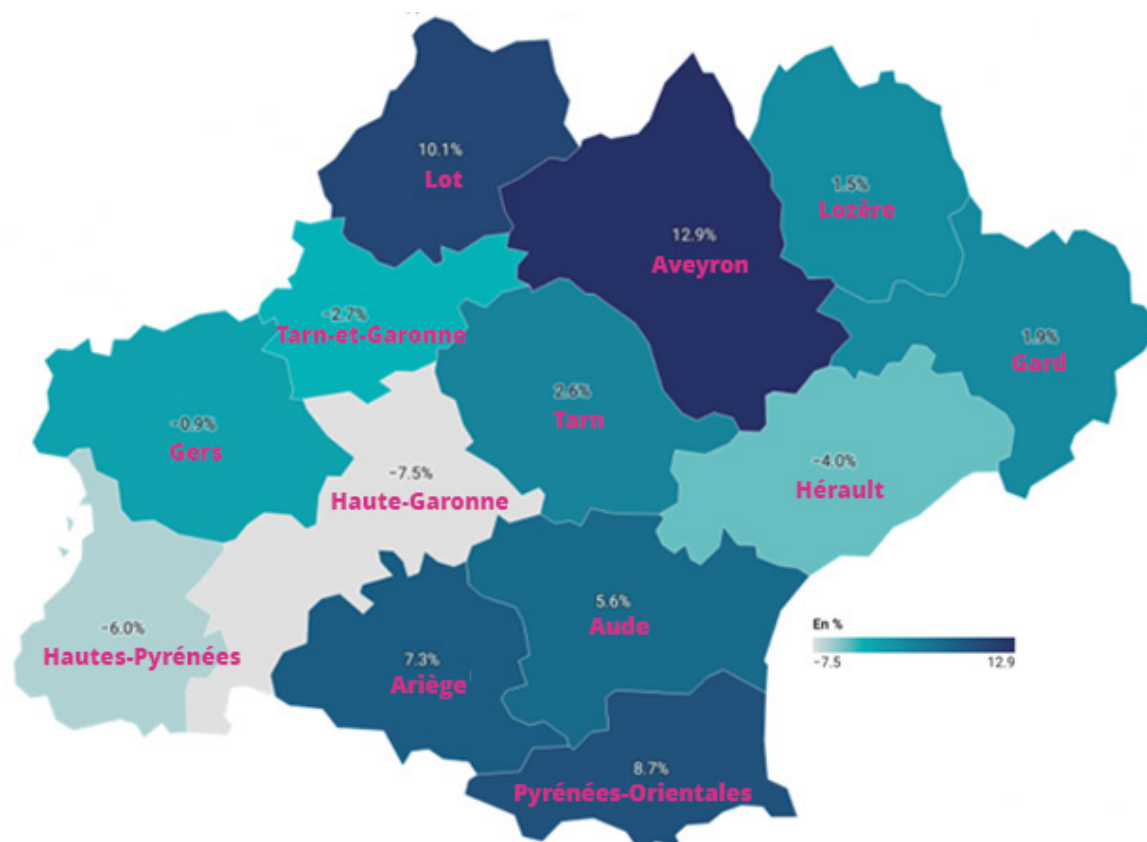 10.1%
Lot
1.5%
Lozère
12.9%
Aveyron
−2.7%
Tarn-et-Garonne
1.9%
Gard
2.6%
Tarn
−0.9%
Gers
−7.5%
Haute-Garonne
−4.0%
Hérault
5.6%
Aude
−6.0%
Hautes-Pyrénées
7.3%
Ariège
8.7%
Pyrénées-Orientales
En %
−7.5 12.9